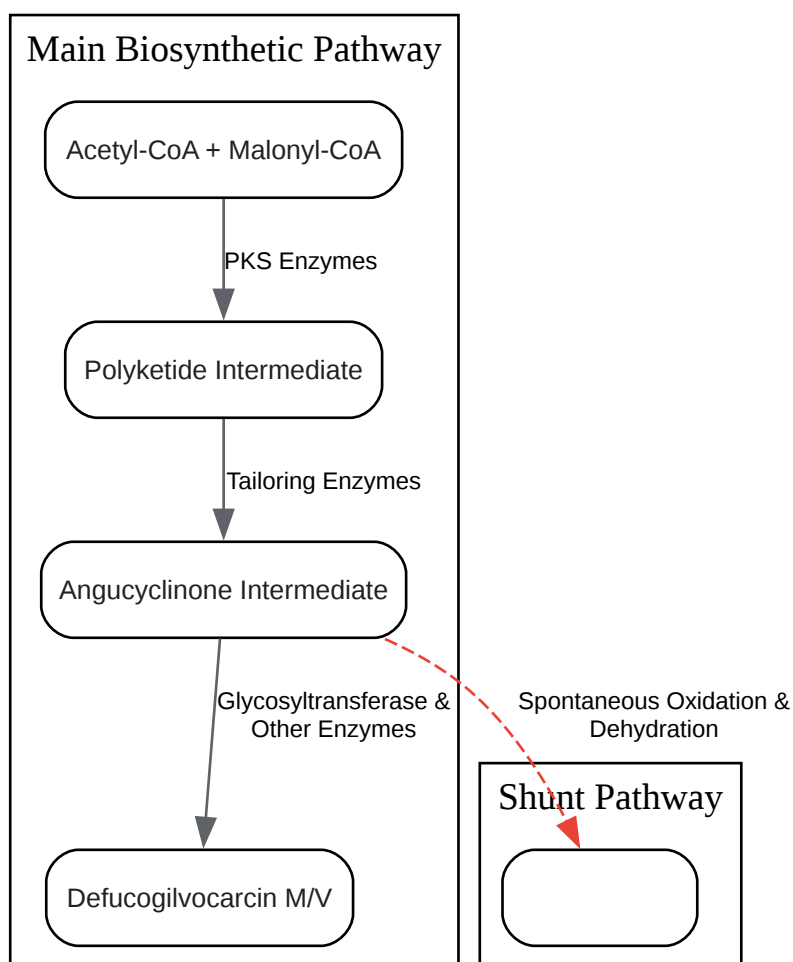 Main Biosynthetic Pathway
Acetyl-CoA + Malonyl-CoA
PKS Enzymes
Polyketide Intermediate
Tailoring Enzymes
Angucyclinone Intermediate
Glycosyltransferase &
Other Enzymes
Spontaneous Oxidation &
Dehydration
Shunt Pathway
Defucogilvocarcin M/V